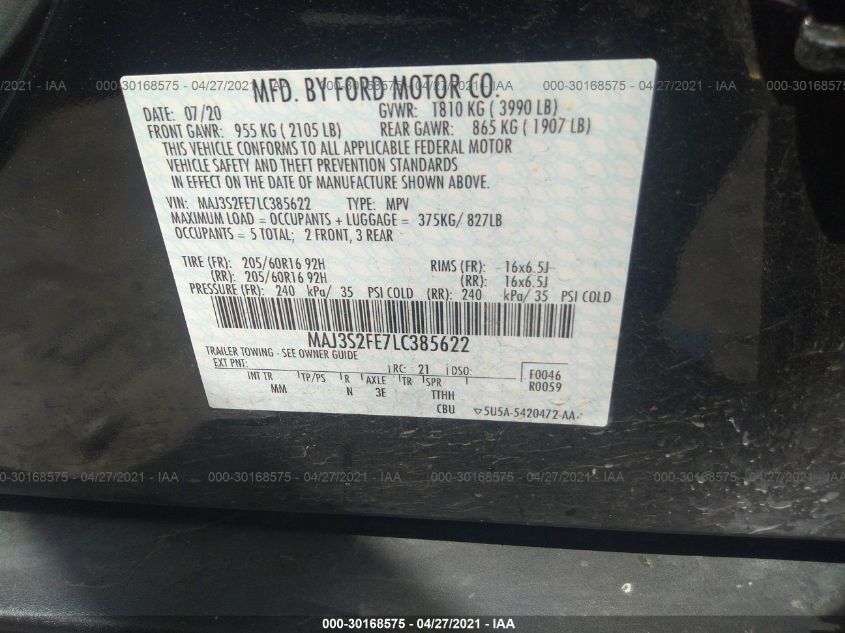 000-30168575 - 04/27/2021 - IAA
MFD. BY FORD MOTOR CO.
DATE: 07/20
GVWR: 1810 KG ( 3990 LB)
FRONT GAWR: 955 KG ( 2105 LB)
REAR GAWR: 865 KG ( 1907 LB)
THIS VEHICLE CONFORMS TO ALL APPLICABLE FEDERAL MOTOR
VEHICLE SAFETY AND THEFT PREVENTION STANDARDS
IN EFFECT ON THE DATE OF MANUFACTURE SHOWN ABOVE.
VIN: MAJ3S2FE7LC385622 TYPE: MPV
MAXIMUM LOAD = OCCUPANTS + LUGGAGE = 375KG/ 827LB
OCCUPANTS = 5 TOTAL; 2 FRONT, 3 REAR
TIRE (FR): 205/60R16 92H RIMS (FR): 16x6.5J
(RR): 205/60R16 92H (RR): 16x6.5J
PRESSURE (FR): 240 kPa/ 35 PSI COLD (RR): 240 kPa/ 35 PSI COLD
MAJ3S2FE7LC385622
TRAILER TOWING - SEE OWNER GUIDE
EXT PNT: RC: 21 DSO: F0046
R0059
INT TR TP/PS R AXLE TR SPR
MM N 3E TTHH
CBU 5U5A-5420472-AA
000-30168575 - 04/27/2021 - IAA
000-30168575 - 04/27/2021 - IAA